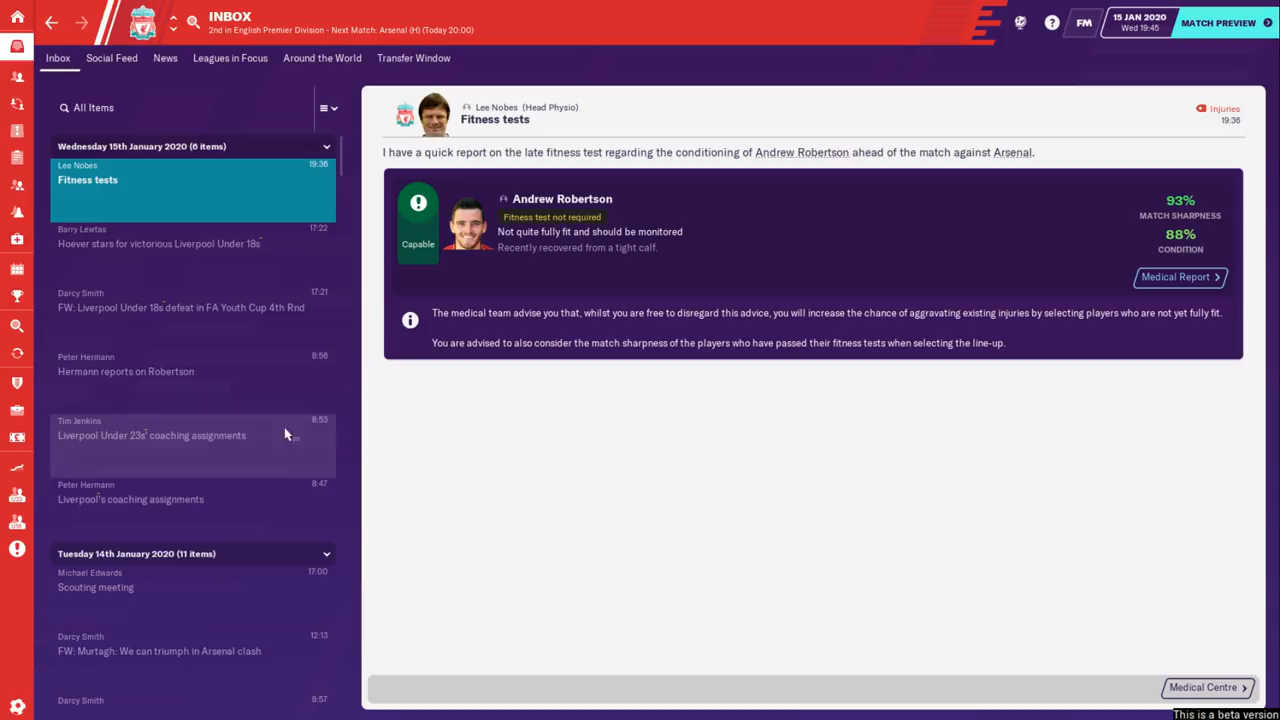 INBOX
2nd in English Premier Division - Next Match: Arsenal (H) (Today 20:00)
FM
15 JAN 2020
Wed 19:45
MATCH PREVIEW
Inbox
Social Feed
News
Leagues in Focus
Around the World
Transfer Window
All Items
Wednesday 15th January 2020 (6 items)
Lee Nobes 19:36
Fitness tests
Barry Lewtas 17:22
Hoever stars for victorious Liverpool Under 18s
Darcy Smith 17:21
FW: Liverpool Under 18s defeat in FA Youth Cup 4th Rnd
Peter Hermann 8:56
Hermann reports on Robertson
Tim Jenkins 8:53
Liverpool Under 23s' coaching assignments
Peter Hermann 8:47
Liverpool's coaching assignments
Tuesday 14th January 2020 (11 items)
Michael Edwards 17:00
Scouting meeting
Darcy Smith 12:13
FW: Murtagh: We can triumph in Arsenal clash
Darcy Smith 9:57
Lee Nobes (Head Physio)
Fitness tests
Injuries
19:36
I have a quick report on the late fitness test regarding the conditioning of Andrew Robertson ahead of the match against Arsenal.
Capable
Andrew Robertson
Fitness test not required
Not quite fully fit and should be monitored
Recently recovered from a tight calf.
93%
MATCH SHARPNESS
88%
CONDITION
Medical Report
The medical team advise you that, whilst you are free to disregard this advice, you will increase the chance of aggravating existing injuries by selecting players who are not yet fully fit.
You are advised to also consider the match sharpness of the players who have passed their fitness tests when selecting the line-up.
Medical Centre
This is a beta version